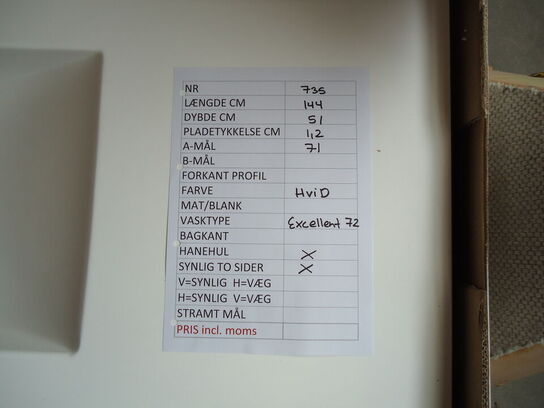 NR 735
LÆNGDE CM 144
DYBDE CM 51
PLADETYKKELSE CM 1,2
A-MÅL 71
B-MÅL
FORKANT PROFIL
FARVE HviD
MAT/BLANK
VASKTYPE Excellent 72
BAGKANT
HANEHUL X
SYNLIG TO SIDER X
V=SYNLIG H=VÆG
H=SYNLIG V=VÆG
STRAMT MÅL
PRIS incl. moms